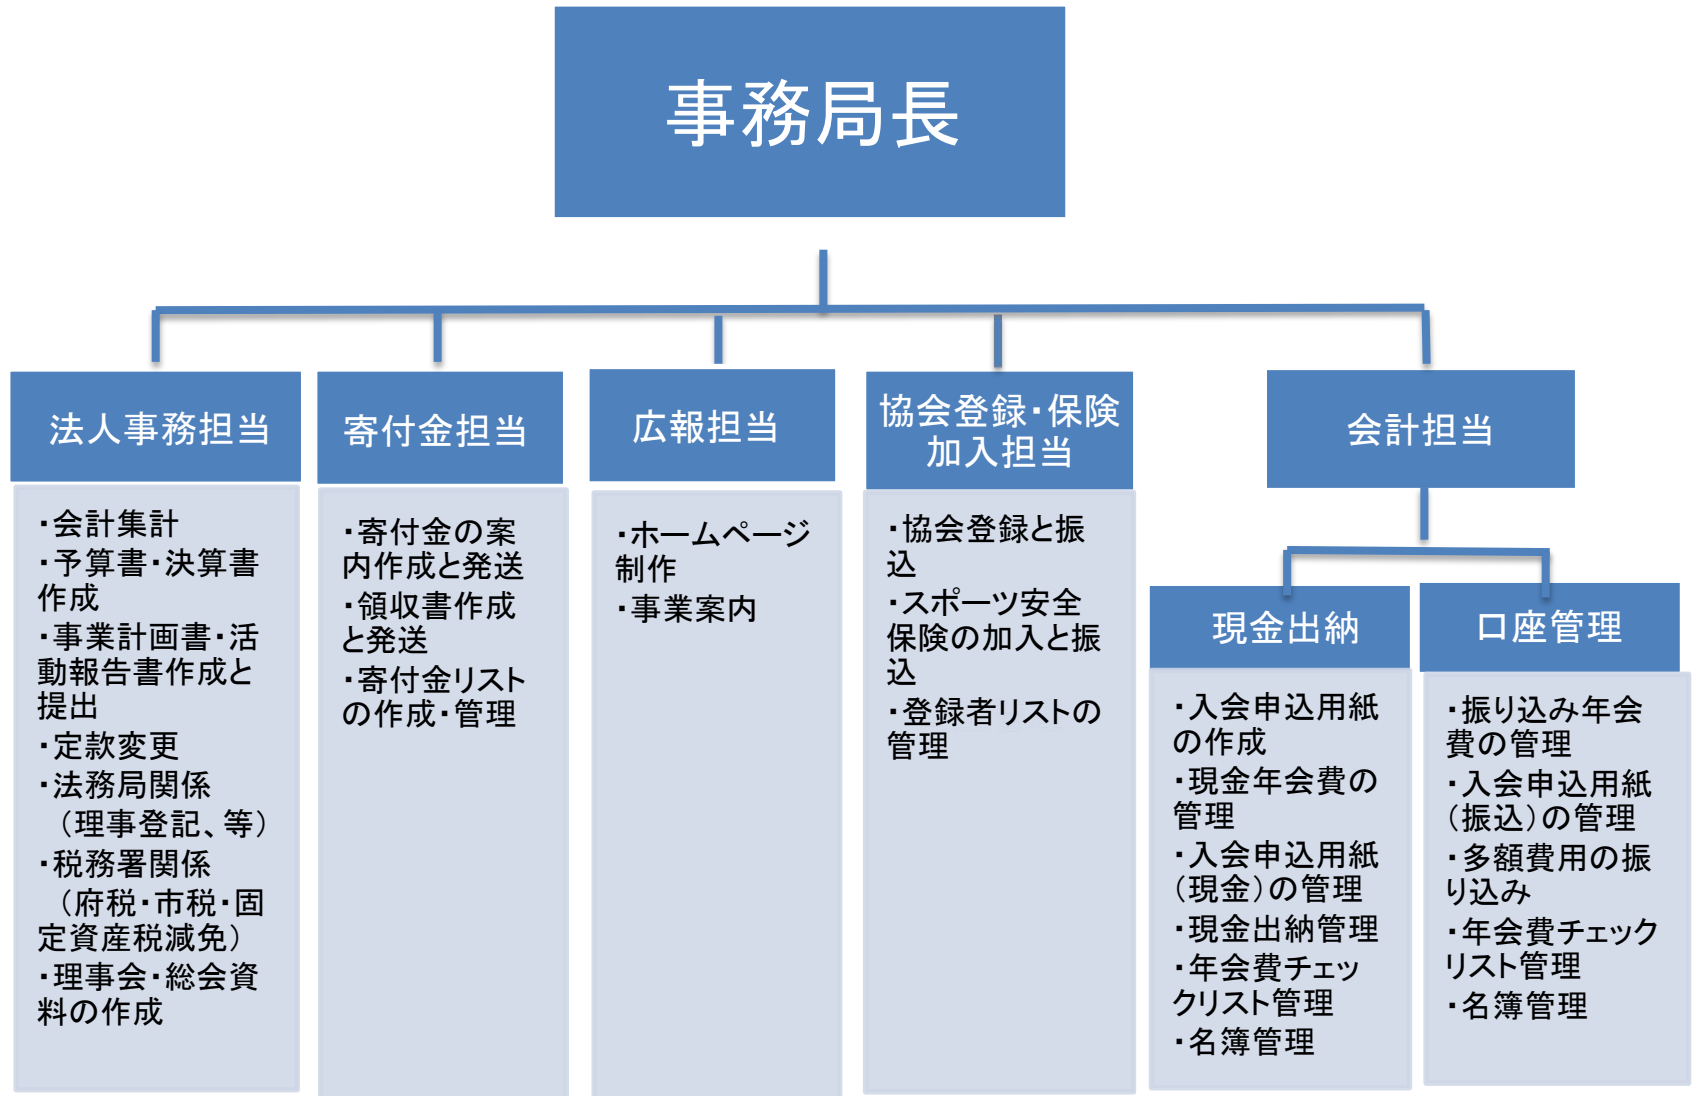 事務局長
法人事務担当
・会計集計
・予算書・決算書
作成
・事業計画書・活
動報告書作成と
提出
・定款変更
・法務局関係
（理事登記、等）
・税務署関係
（府税・市税・固
定資産税減免）
・理事会・総会資
料の作成
寄付金担当
・寄付金の案
内作成と発送
・領収書作成
と発送
・寄付金リスト
の作成・管理
広報担当
・ホームページ
制作
・事業案内
協会登録・保険
加入担当
・協会登録と振
込
・スポーツ安全
保険の加入と振
込
・登録者リストの
管理
会計担当
現金出納
・入会申込用紙
の作成
・現金年会費の
管理
・入会申込用紙
（現金）の管理
・現金出納管理
・年会費チェッ
クリスト管理
・名簿管理
口座管理
・振り込み年会
費の管理
・入会申込用紙
（振込）の管理
・多額費用の振
り込み
・年会費チェック
リスト管理
・名簿管理